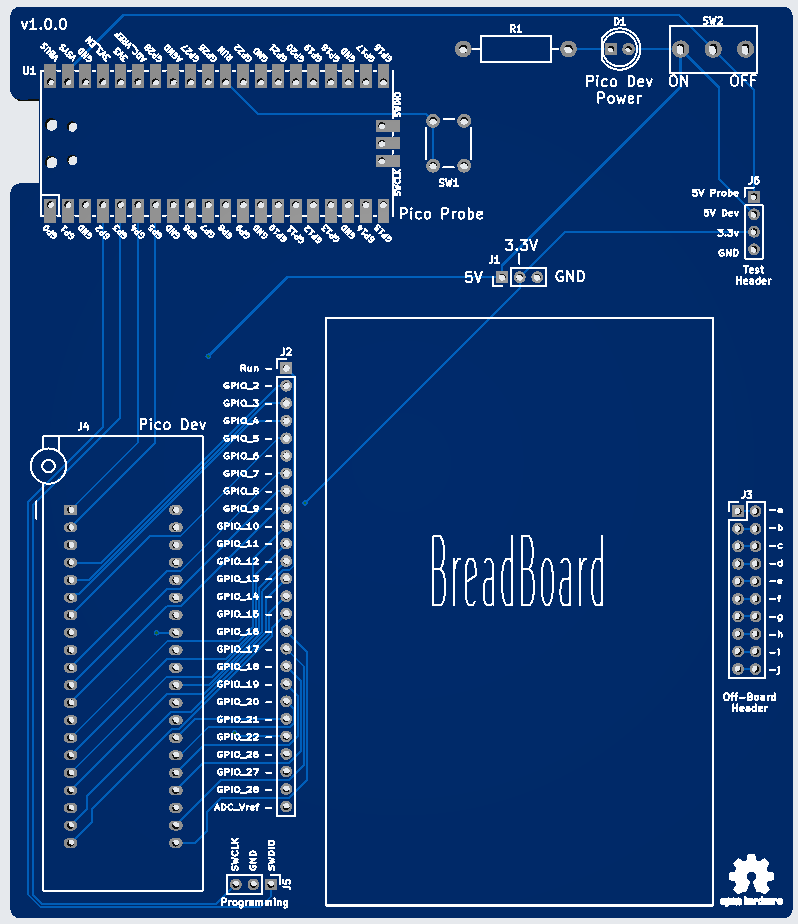 v1.0.0
VBUS
VSYS
GND
3V3_EN
3V3
ADC_VREF
GP28
AGND
GP27
GP26
RUN
GP22
GND
GP21
GP20
GP19
GP18
GND
GP17
GP16
U1
SWDIO
SWCLK
GP0
GP1
GND
GP2
GP3
GP4
GP5
GND
GP6
GP7
GP8
GP9
GND
GP10
GP11
GP12
GP13
GND
GP14
GP15
Pico Probe
SW1
R1
D1
Pico Dev
Power
SW2
ON OFF
J6
5V Probe
5V Dev
3.3v
GND
Test
Header
3.3V
J1
5V GND
J2
Run
GPIO_2
GPIO_3
GPIO_4
GPIO_5
GPIO_6
GPIO_7
GPIO_8
GPIO_9
GPIO_10
GPIO_11
GPIO_12
GPIO_13
GPIO_14
GPIO_15
GPIO_16
GPIO_17
GPIO_18
GPIO_19
GPIO_20
GPIO_21
GPIO_22
GPIO_26
GPIO_27
GPIO_28
ADC_Vref
J4
Pico Dev
BreadBoard
J3
a
b
c
d
e
f
g
h
i
j
Off-Board
Header
SWCLK
GND
SWDIO
J5
Programming
open hardware